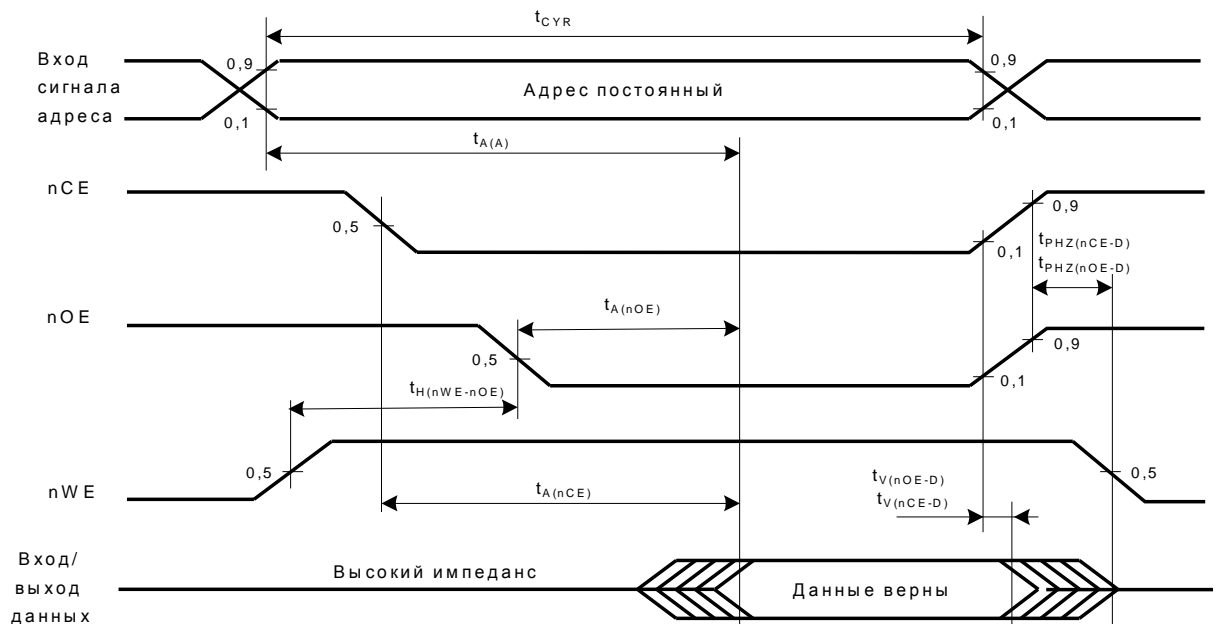 tCYR
Вход
сигнала
адреса
0,9
0,1
Адрес постоянный
0,9
0,1
tA(A)
nCE
0,5
0,9
0,1
tPHZ(nCE-D)
tPHZ(nOE-D)
nOE
tA(nOE)
0,5
0,9
0,1
tH(nWE-nOE)
nWE
0,5
tA(nCE)
tV(nOE-D)
tV(nCE-D)
0,5
Вход/
выход
данных
Высокий импеданс
Данные верны